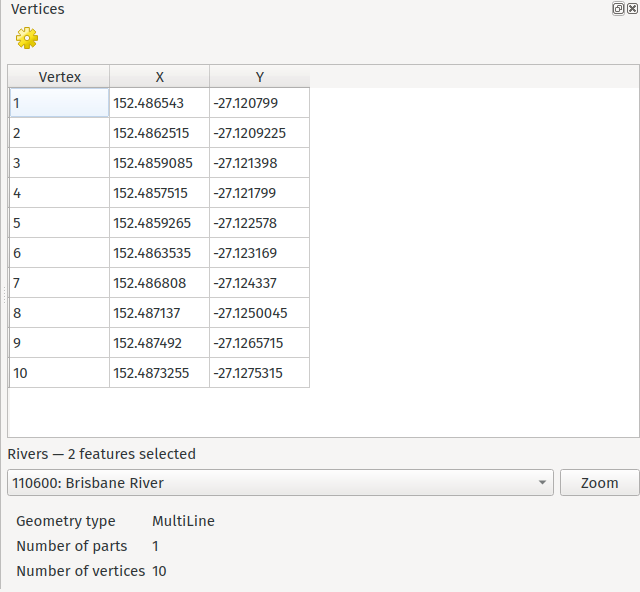 Vertices
Vertex X Y
1 152.486543 -27.120799
2 152.4862515 -27.1209225
3 152.4859085 -27.121398
4 152.4857515 -27.121799
5 152.4859265 -27.122578
6 152.4863535 -27.123169
7 152.486808 -27.124337
8 152.487137 -27.1250045
9 152.487492 -27.1265715
10 152.4873255 -27.1275315
Rivers — 2 features selected
110600: Brisbane River Zoom
Geometry type MultiLine
Number of parts 1
Number of vertices 10